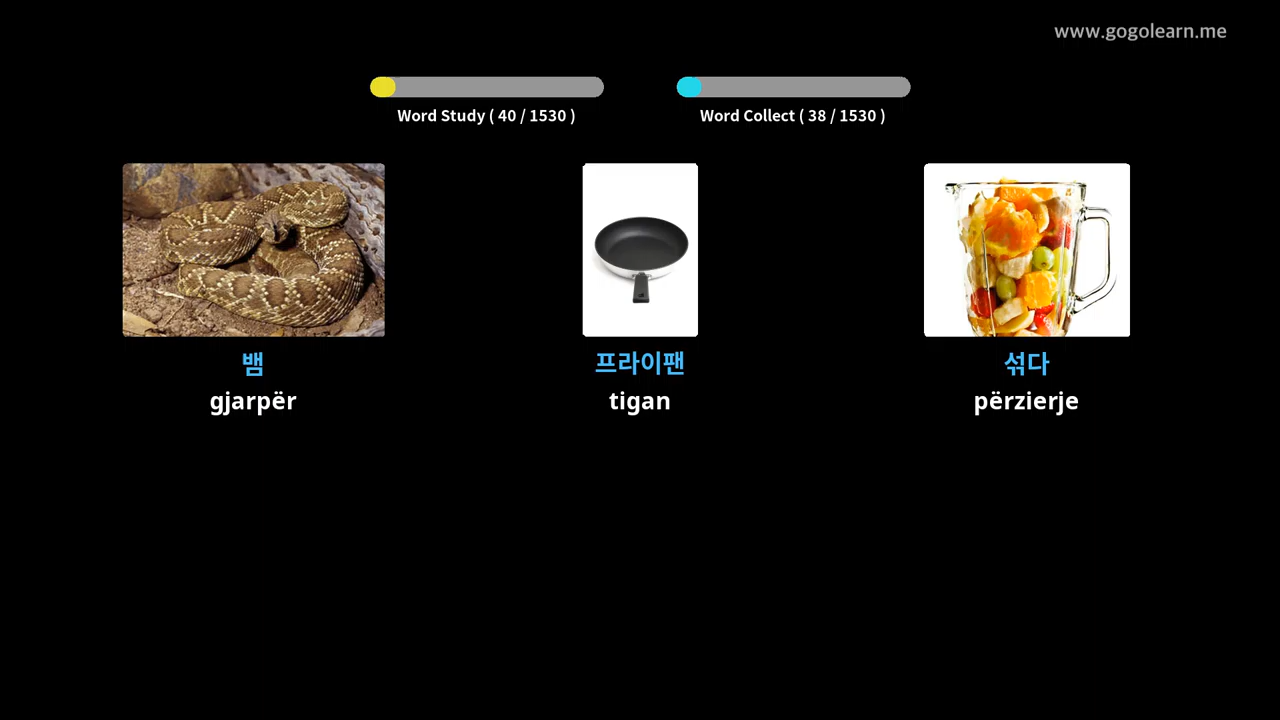 www.gogolearn.me
Word Study ( 40 / 1530 )
Word Collect ( 38 / 1530 )
뱀
프라이팬
섞다
gjarpër
tigan
përzierje